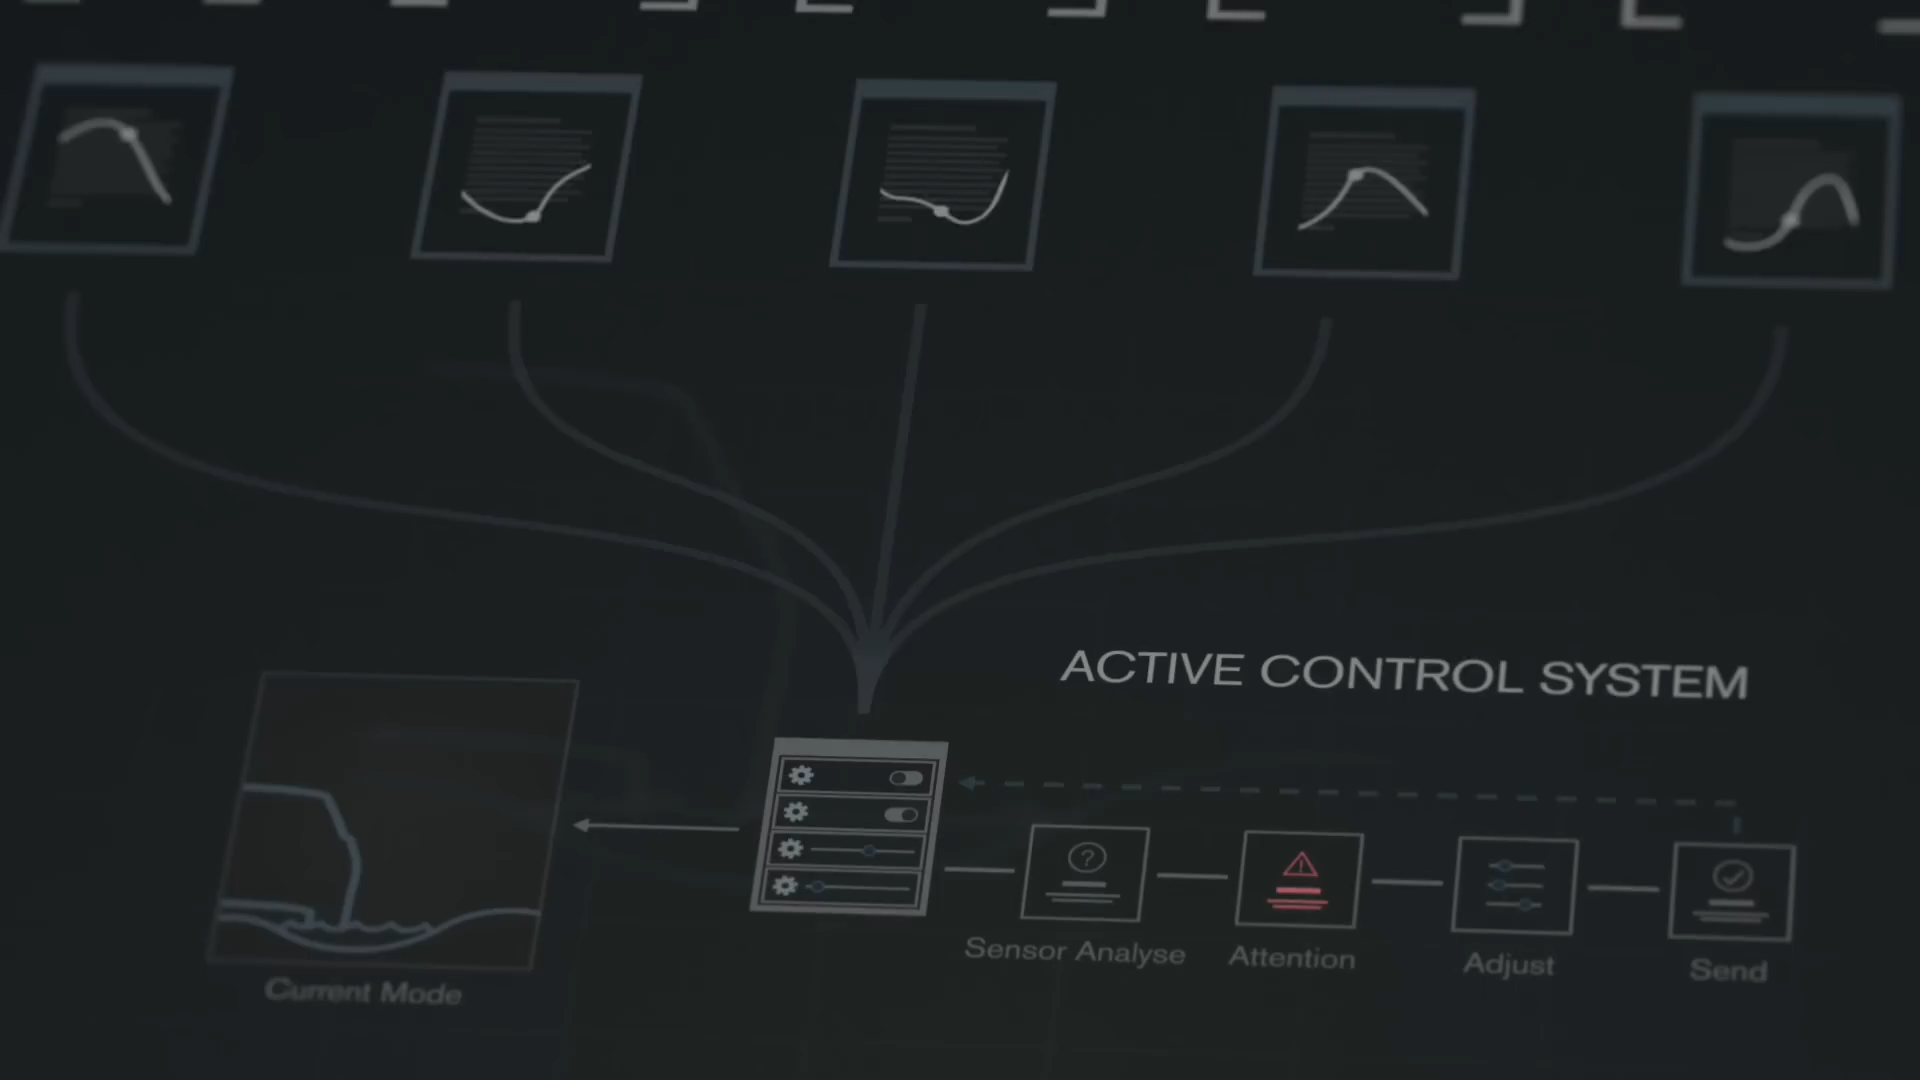 ACTIVE CONTROL SYSTEM
Sensor Analyse
Attention
Adjust
Send
Current Mode